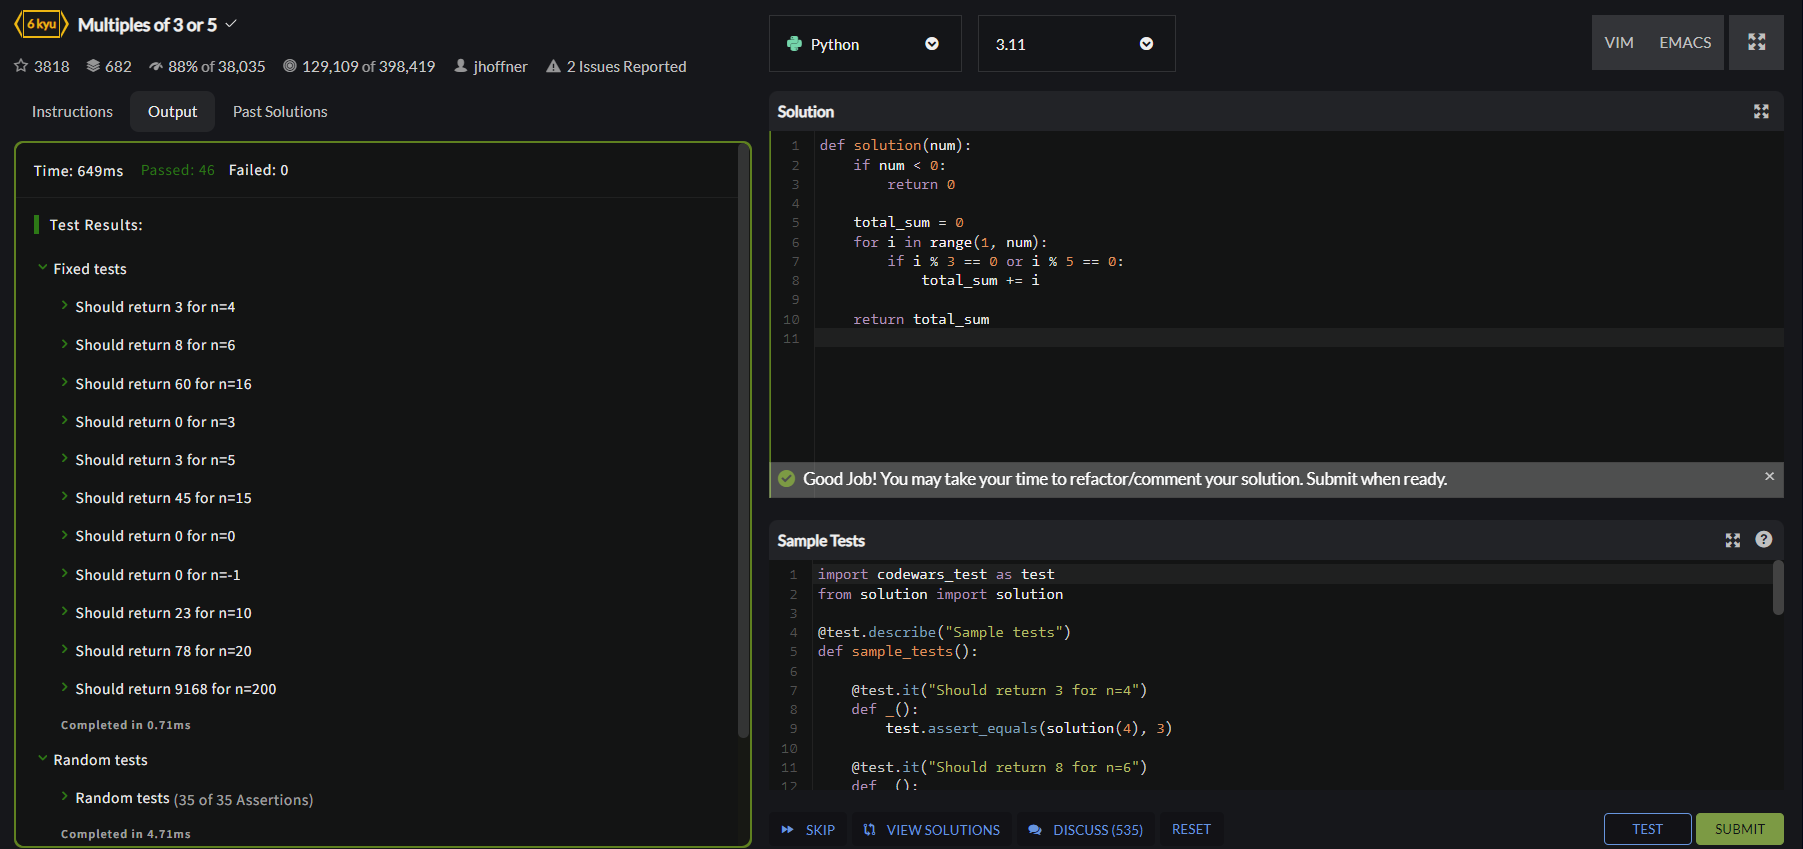 6 kyu Multiples of 3 or 5
3818 682 88% of 38,035 129,109 of 398,419 jhoffner 2 Issues Reported
Instructions Output Past Solutions
Time: 649ms Passed: 46 Failed: 0
Test Results:
Fixed tests
Should return 3 for n=4
Should return 8 for n=6
Should return 60 for n=16
Should return 0 for n=3
Should return 3 for n=5
Should return 45 for n=15
Should return 0 for n=0
Should return 0 for n=-1
Should return 23 for n=10
Should return 78 for n=20
Should return 9168 for n=200
Completed in 0.71ms
Random tests
Random tests (35 of 35 Assertions)
Completed in 4.71ms
Python 3.11 VIM EMACS
Solution
1 def solution(num):
2     if num < 0:
3         return 0
4
5     total_sum = 0
6     for i in range(1, num):
7         if i % 3 == 0 or i % 5 == 0:
8             total_sum += i
9
10     return total_sum
11
Good Job! You may take your time to refactor/comment your solution. Submit when ready. ×
Sample Tests ?
1 import codewars_test as test
2 from solution import solution
3
4 @test.describe("Sample tests")
5 def sample_tests():
6
7     @test.it("Should return 3 for n=4")
8     def _():
9         test.assert_equals(solution(4), 3)
10
11     @test.it("Should return 8 for n=6")
12     def _():
SKIP VIEW SOLUTIONS DISCUSS (535) RESET TEST SUBMIT